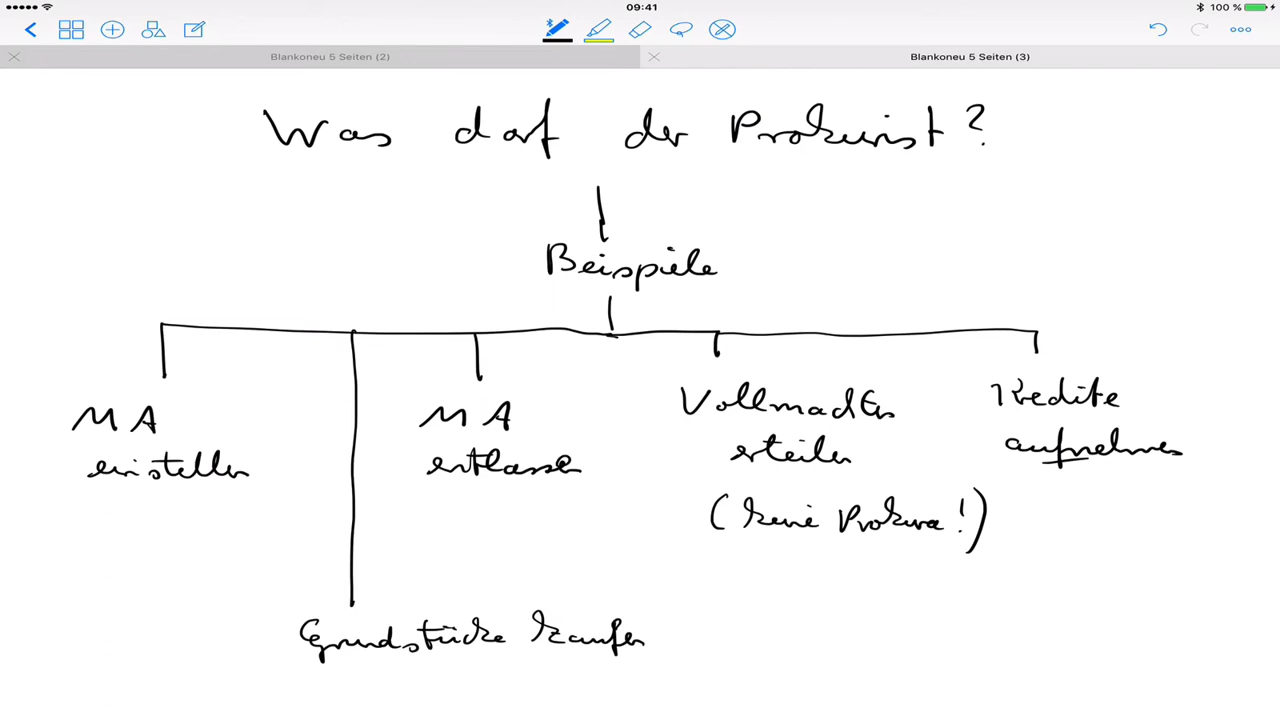 09:41
100 %
Blankoneu 5 Seiten (2)
Blankoneu 5 Seiten (3)
Was darf der Prokurist?
Beispiele
MA
einstellen
MA
entlassen
Vollmachten
erteilen
(keine Prokura!)
Kredite
aufnehmen
Grundstücke kaufen